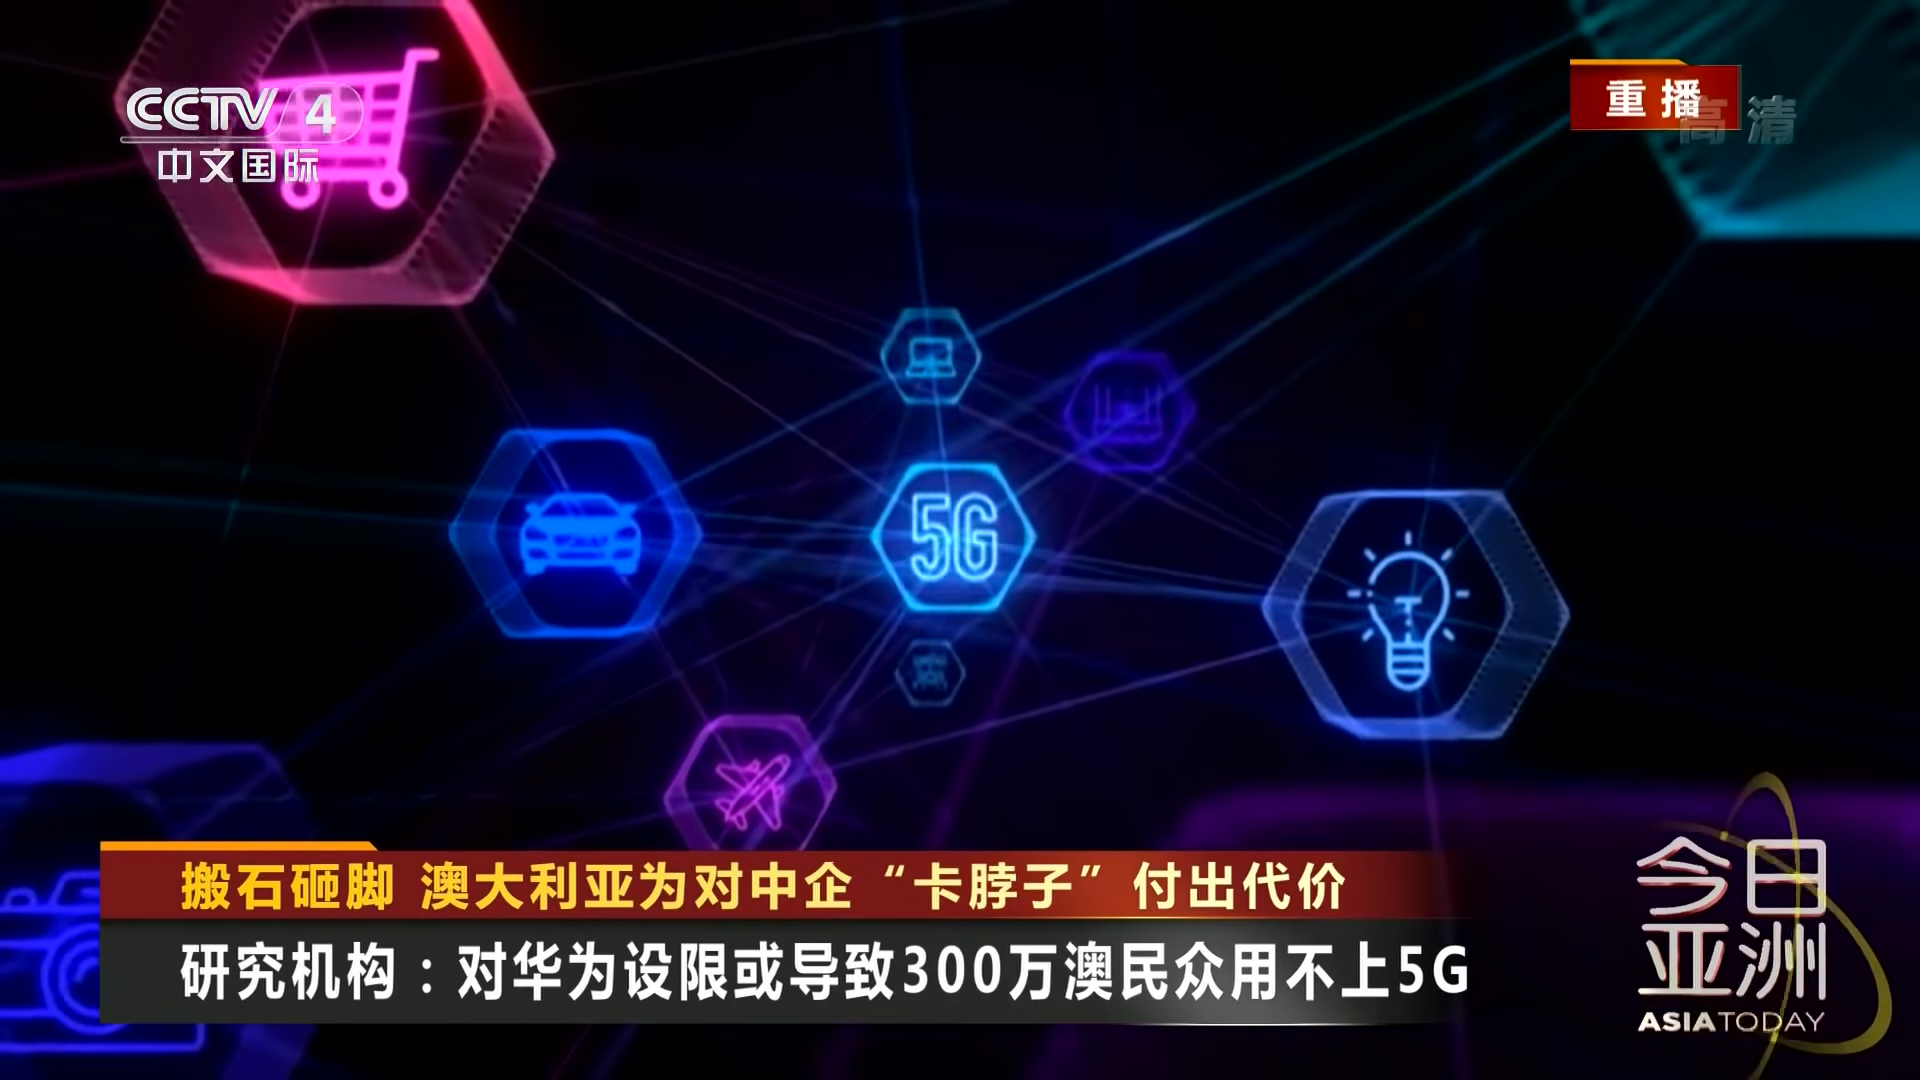 CCTV 4
中文国际
重播
高清
5G
搬石砸脚 澳大利亚为对中企“卡脖子”付出代价
研究机构：对华为设限或导致300万澳民众用不上5G
今日
亚洲
ASIA TODAY